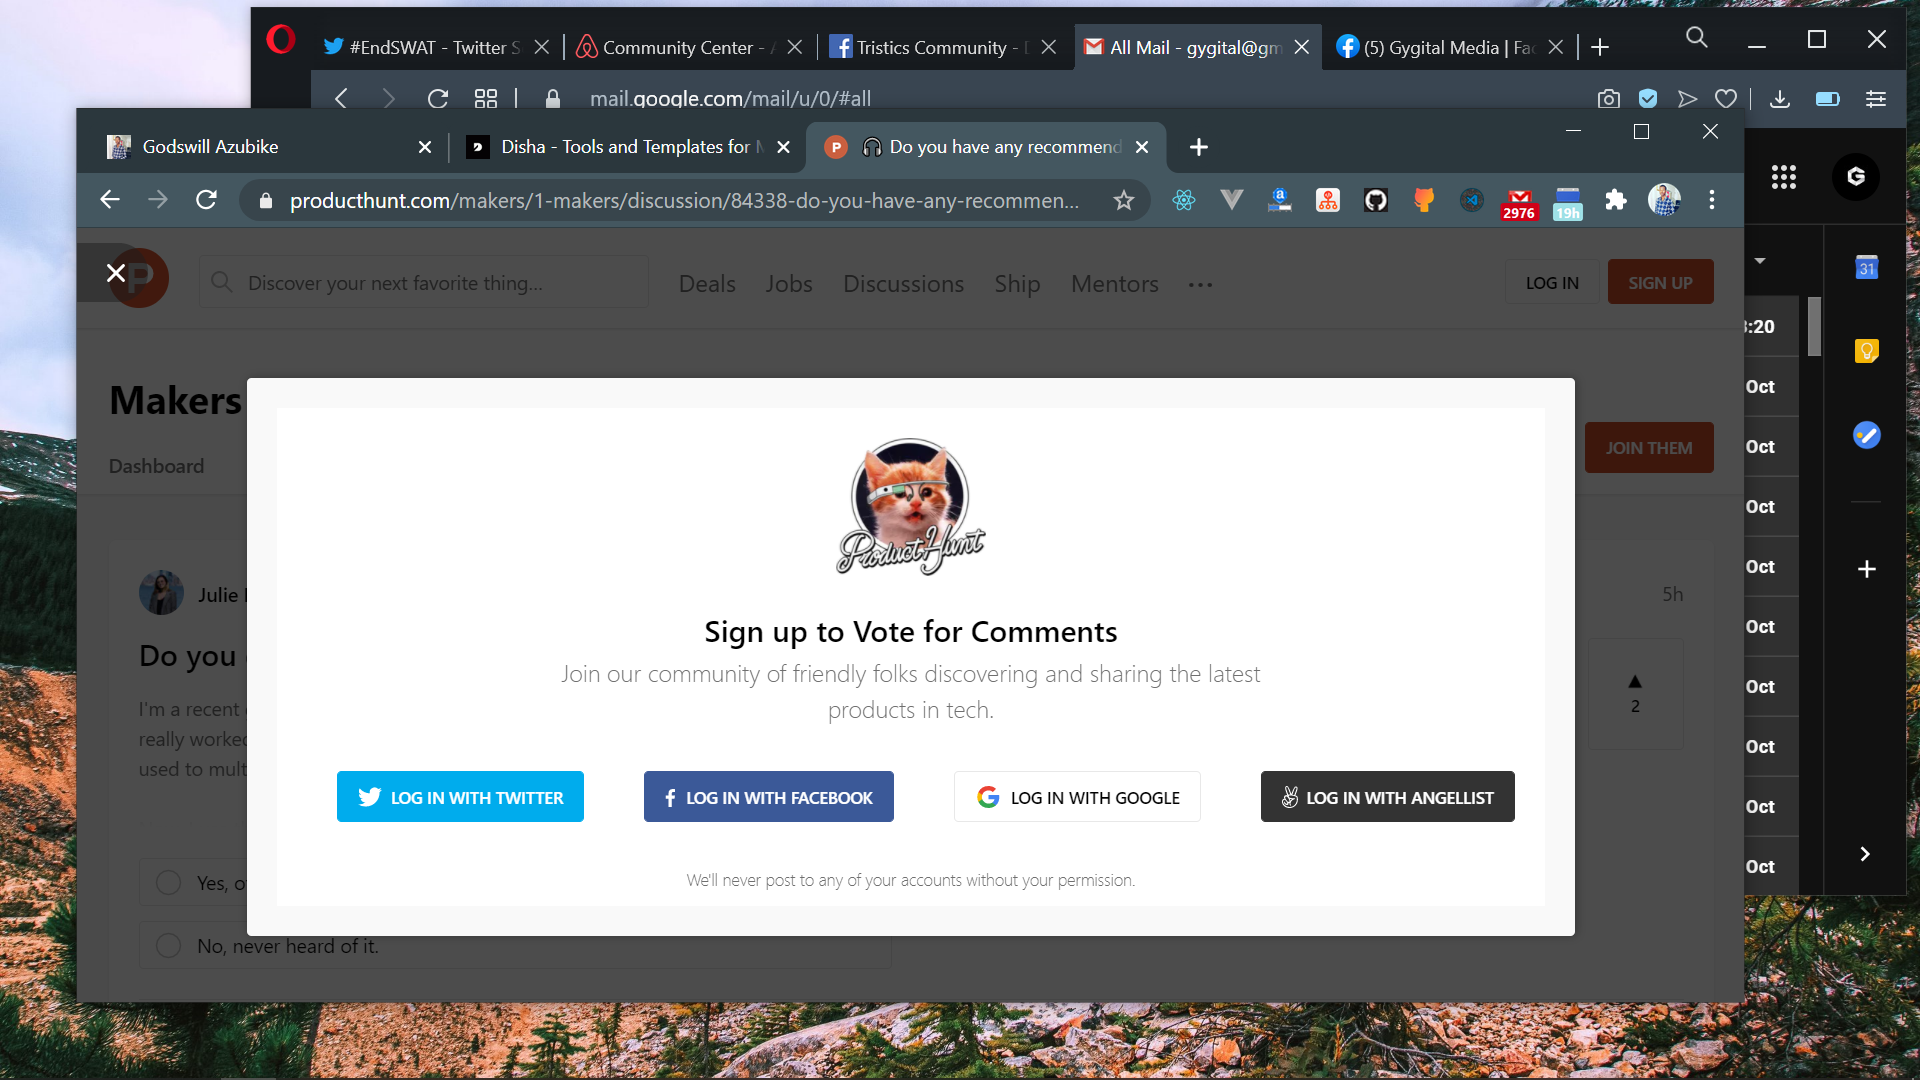 #EndSWAT - Twitter S
Community Center - A
Tristics Community - D
All Mail - gygital@gm
(5) Gygital Media | Fac
mail.google.com/mail/u/0/#all
Godswill Azubike
Disha - Tools and Templates for M
Do you have any recommend
producthunt.com/makers/1-makers/discussion/84338-do-you-have-any-recommen...
2976
19h
Discover your next favorite thing...
Deals
Jobs
Discussions
Ship
Mentors
LOG IN
SIGN UP
31
:20
Oct
Oct
Oct
Oct
Oct
Oct
Oct
Oct
Oct
Makers
Dashboard
JOIN THEM
Product Hunt
Julie
5h
Do you
I'm a recent
really worked
used to mult
2
Sign up to Vote for Comments
Join our community of friendly folks discovering and sharing the latest
products in tech.
LOG IN WITH TWITTER
LOG IN WITH FACEBOOK
LOG IN WITH GOOGLE
LOG IN WITH ANGELLIST
We'll never post to any of your accounts without your permission.
Yes, o
No, never heard of it.